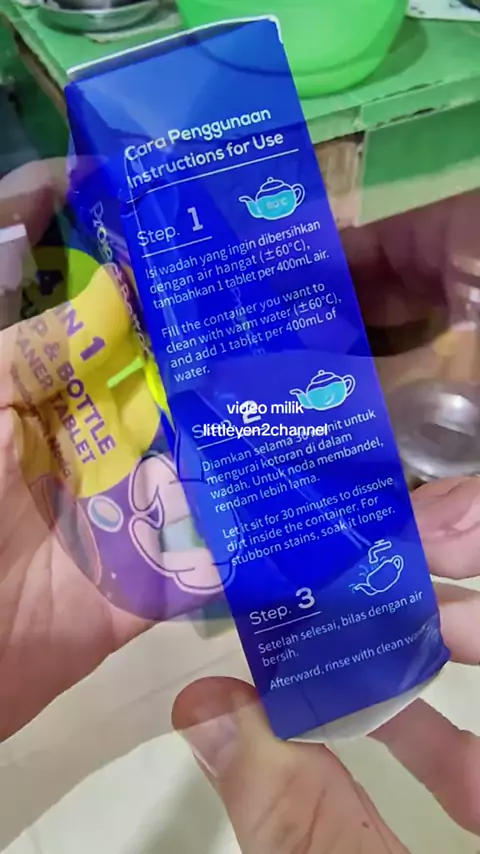 Cara Penggunaan
Instructions for Use
Step. 1
60°C
Isi wadah yang ingin dibersihkan
dengan air hangat (±60°C),
tambahkan 1 tablet per 400mL air.
Fill the container you want to
clean with warm water (±60°C),
and add 1 tablet per 400mL of
water.
2
video milik
littleyen2channel
Diamkan selama 30 menit untuk
mengurai kotoran di dalam
wadah. Untuk noda membandel,
rendam lebih lama.
Let it sit for 30 minutes to dissolve
dirt inside the container. For
stubborn stains, soak it longer.
Step. 3
Setelah selesai, bilas dengan air
bersih.
Afterward, rinse with clean
IN 1
& BOTTLE
TABLET